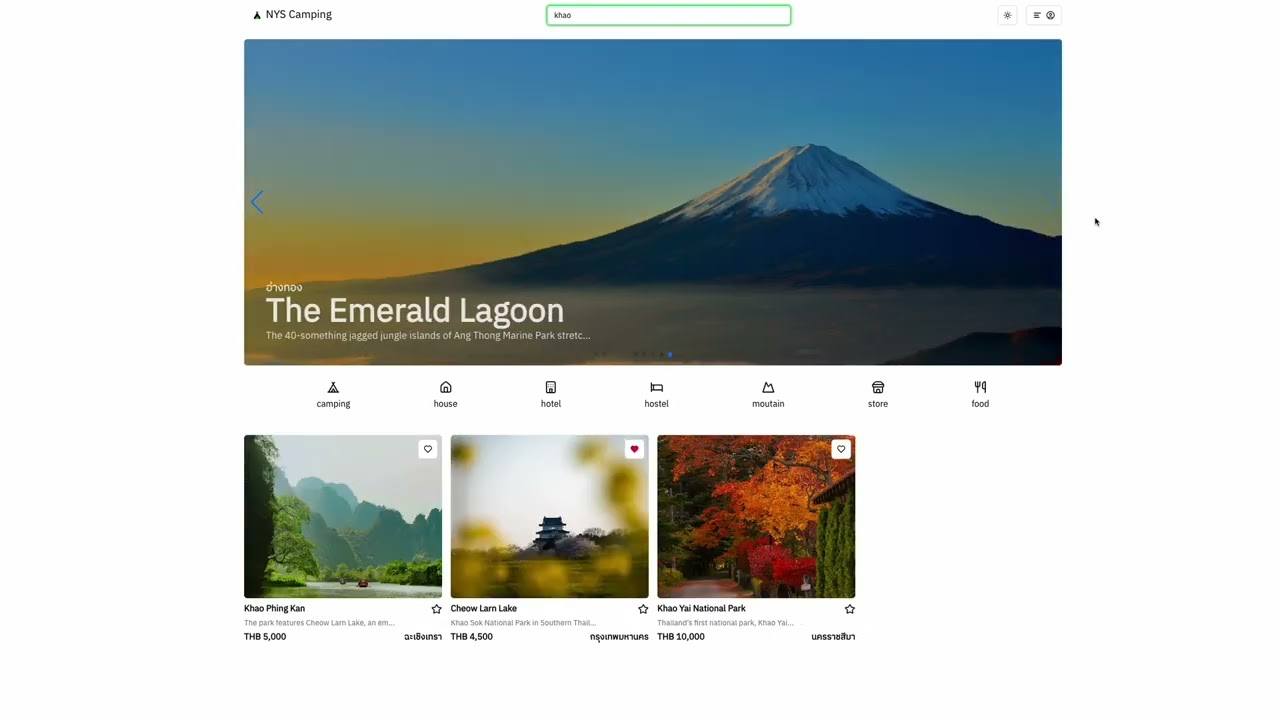 NYS Camping
khao
อ่างทอง
The Emerald Lagoon
The 40-something jagged jungle islands of Ang Thong Marine Park stretc...
camping
house
hotel
hostel
moutain
store
food
Khao Phing Kan
The park features Cheow Larn Lake, an em...
THB 5,000
ฉะเชิงเทรา
Cheow Larn Lake
Khao Sok National Park in Southern Thail...
THB 4,500
กรุงเทพมหานคร
Khao Yai National Park
Thailand's first national park, Khao Yai...
THB 10,000
นครราชสีมา